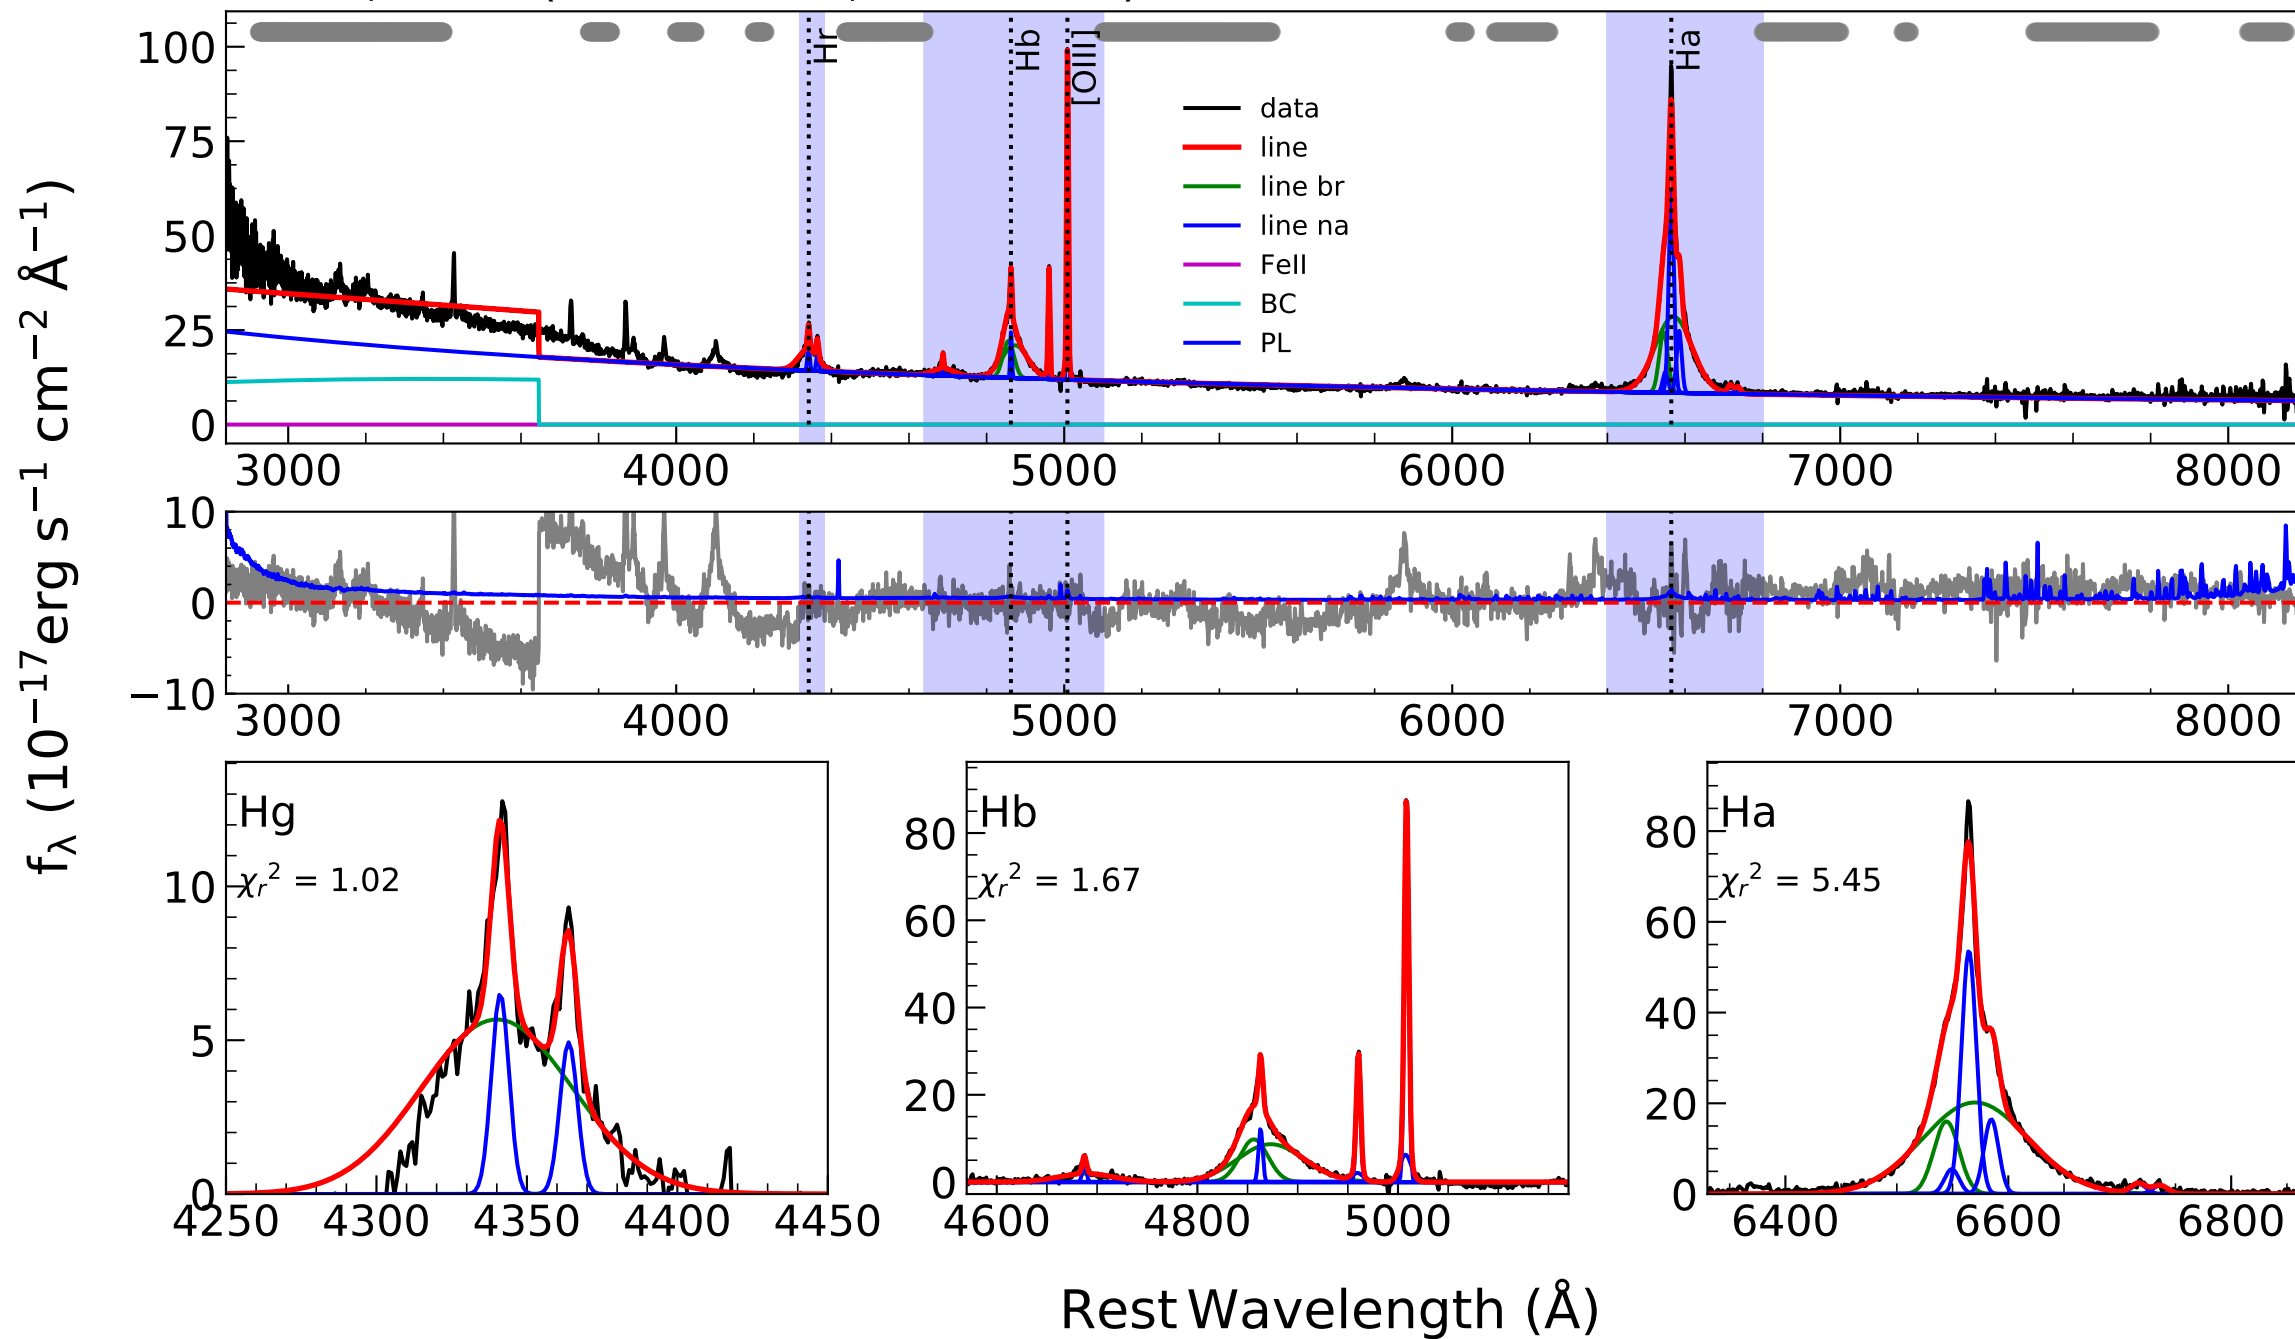 100
75
50
25
0
Hr
Hb
[OIII]
Ha
data
line
line br
line na
FeII
BC
PL
3000 4000 5000 6000 7000 8000
10
0
−10
3000 4000 5000 6000 7000 8000
f_λ (10⁻¹⁷erg s⁻¹ cm⁻² Å⁻¹)
Hg
χᵣ² = 1.02
10
5
0
4250 4300 4350 4400 4450
Hb
χᵣ² = 1.67
80
60
40
20
0
4600 4800 5000
Ha
χᵣ² = 5.45
80
60
40
20
0
6400 6600 6800
Rest Wavelength (Å)